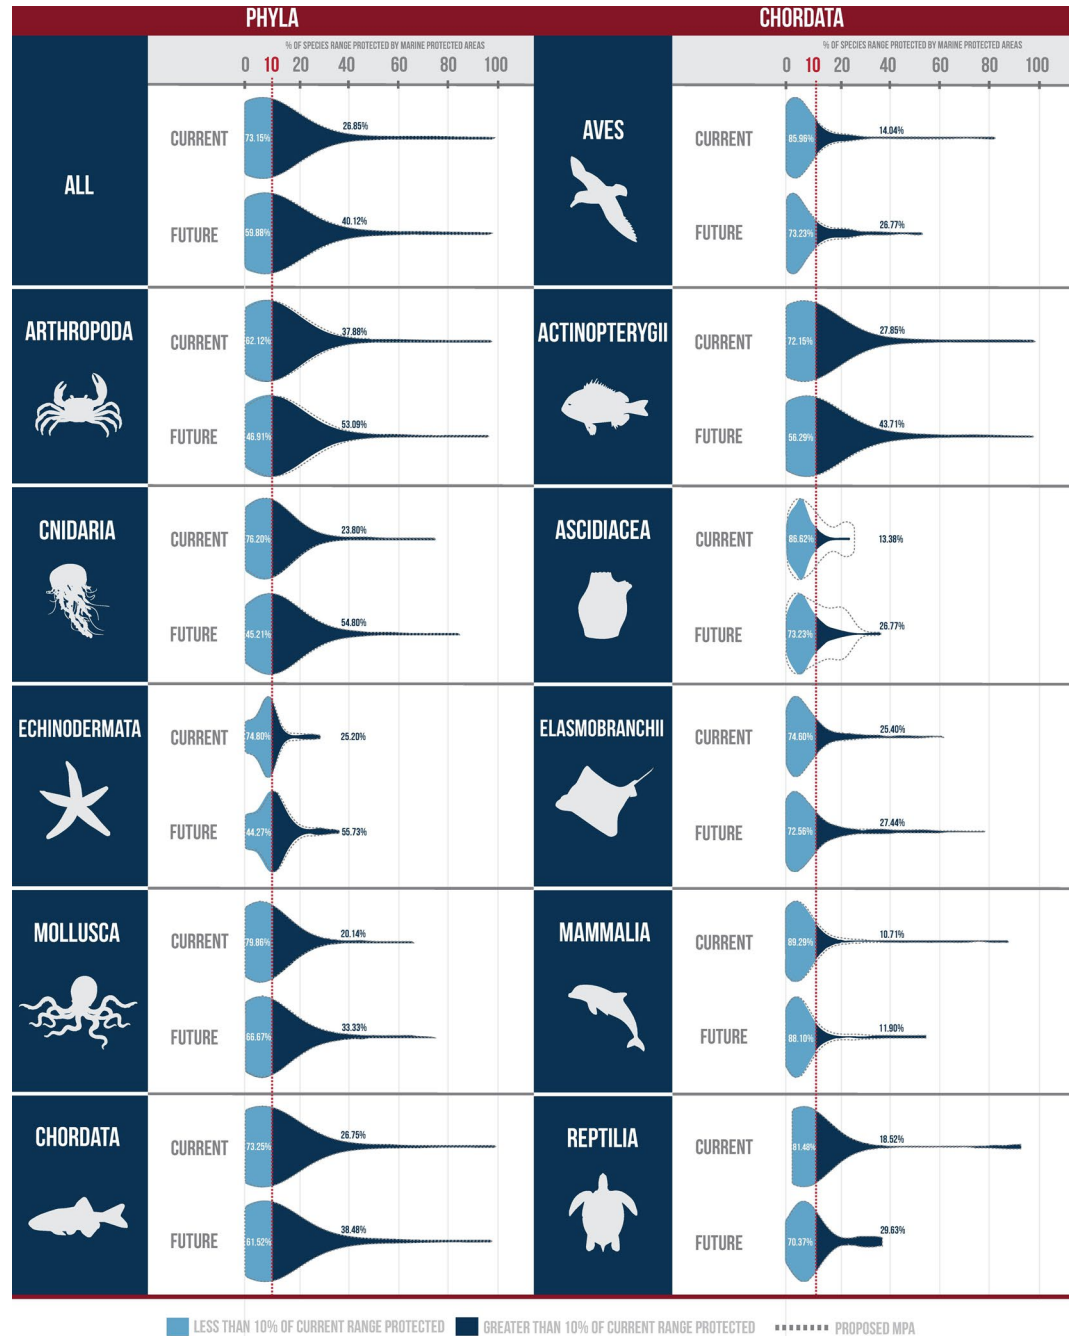 PHYLA
% OF SPECIES RANGE PROTECTED BY MARINE PROTECTED AREAS
0 10 20 40 60 80 100
ALL
CURRENT 73.15% 26.85%
FUTURE 59.88% 40.12%
ARTHROPODA
CURRENT 62.12% 37.88%
FUTURE 46.91% 53.09%
CNIDARIA
CURRENT 76.20% 23.80%
FUTURE 45.21% 54.80%
ECHINODERMATA
CURRENT 74.80% 25.20%
FUTURE 44.27% 55.73%
MOLLUSCA
CURRENT 79.86% 20.14%
FUTURE 66.67% 33.33%
CHORDATA
CURRENT 73.25% 26.75%
FUTURE 61.52% 38.48%
CHORDATA
% OF SPECIES RANGE PROTECTED BY MARINE PROTECTED AREAS
0 10 20 40 60 80 100
AVES
CURRENT 85.96% 14.04%
FUTURE 73.23% 26.77%
ACTINOPTERYGII
CURRENT 72.15% 27.85%
FUTURE 56.29% 43.71%
ASCIDIACEA
CURRENT 86.62% 13.38%
FUTURE 73.23% 26.77%
ELASMOBRANCHII
CURRENT 74.60% 25.40%
FUTURE 72.56% 27.44%
MAMMALIA
CURRENT 89.29% 10.71%
FUTURE 88.10% 11.90%
REPTILIA
CURRENT 81.48% 18.52%
FUTURE 70.37% 29.63%
LESS THAN 10% OF CURRENT RANGE PROTECTED
GREATER THAN 10% OF CURRENT RANGE PROTECTED
PROPOSED MPA